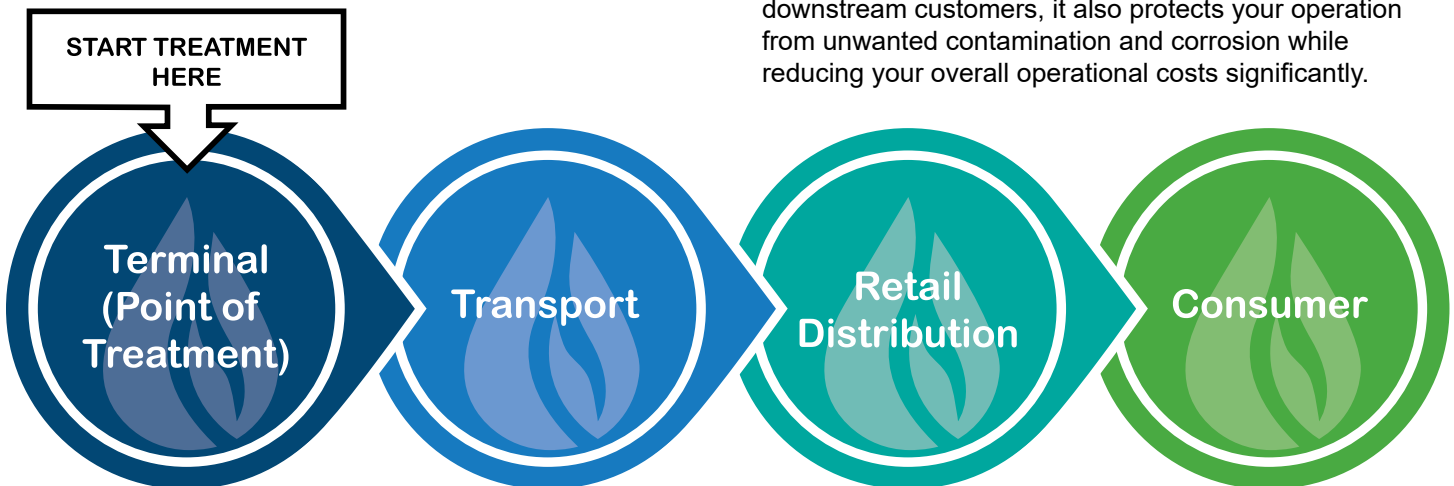 downstream customers, it also protects your operation
from unwanted contamination and corrosion while
reducing your overall operational costs significantly.
START TREATMENT
HERE
Terminal
(Point of
Treatment)
Transport
Retail
Distribution
Consumer